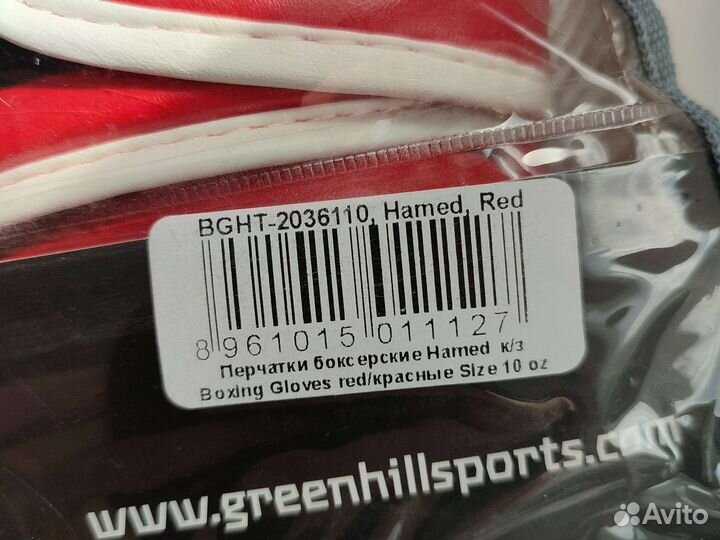 BGHT-2036110, Hamed, Red
8 961015 011127
Перчатки боксерские Hamed к/з
Boxing Gloves red/красные Size 10 oz
www.greenhillsports.com
Avito